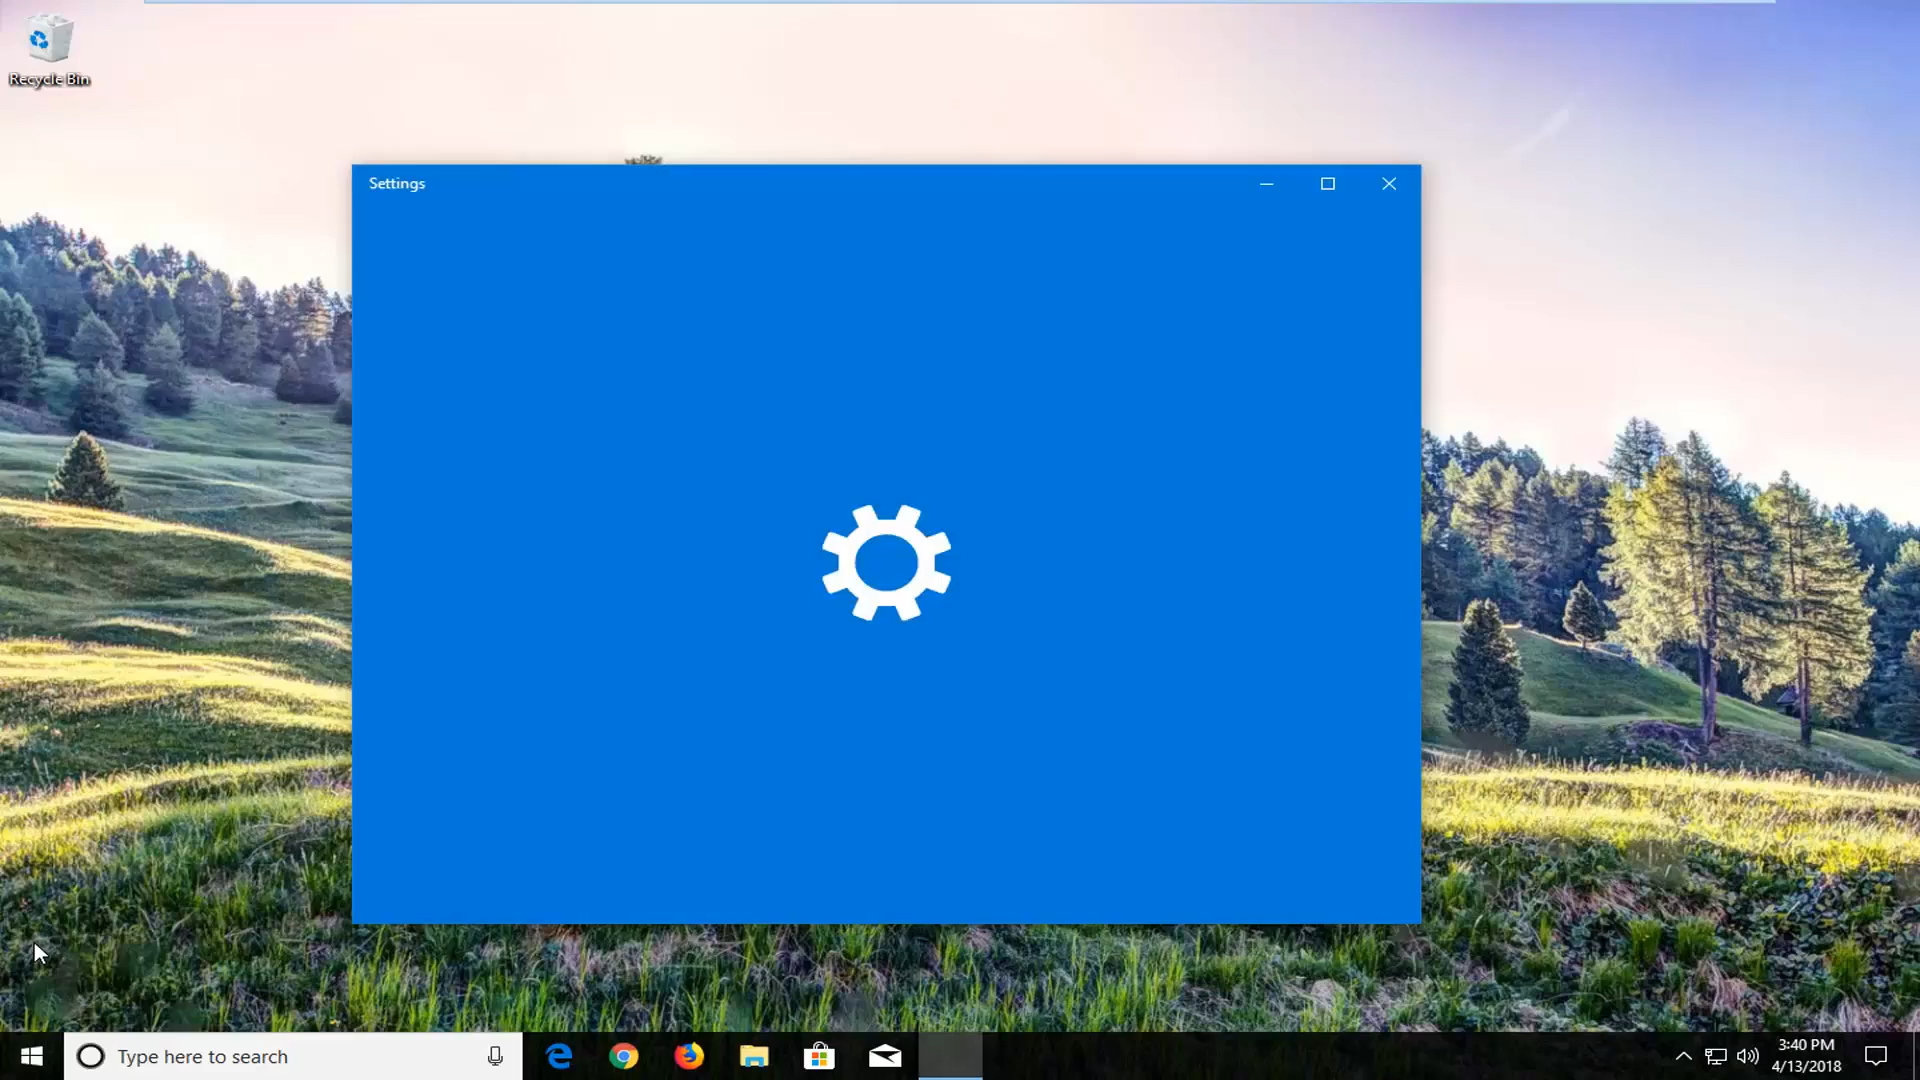 Recycle Bin
Settings
Type here to search
3:40 PM
4/13/2018